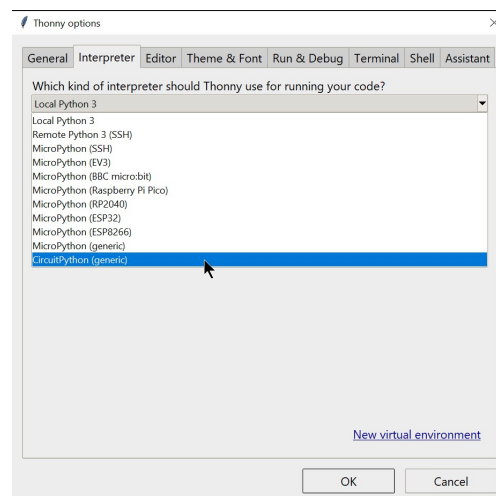 Thonny options
General Interpreter Editor Theme & Font Run & Debug Terminal Shell Assistant
Which kind of interpreter should Thonny use for running your code?
Local Python 3
Local Python 3
Remote Python 3 (SSH)
MicroPython (SSH)
MicroPython (EV3)
MicroPython (BBC micro:bit)
MicroPython (Raspberry Pi Pico)
MicroPython (RP2040)
MicroPython (ESP32)
MicroPython (ESP8266)
MicroPython (generic)
CircuitPython (generic)
New virtual environment
OK Cancel